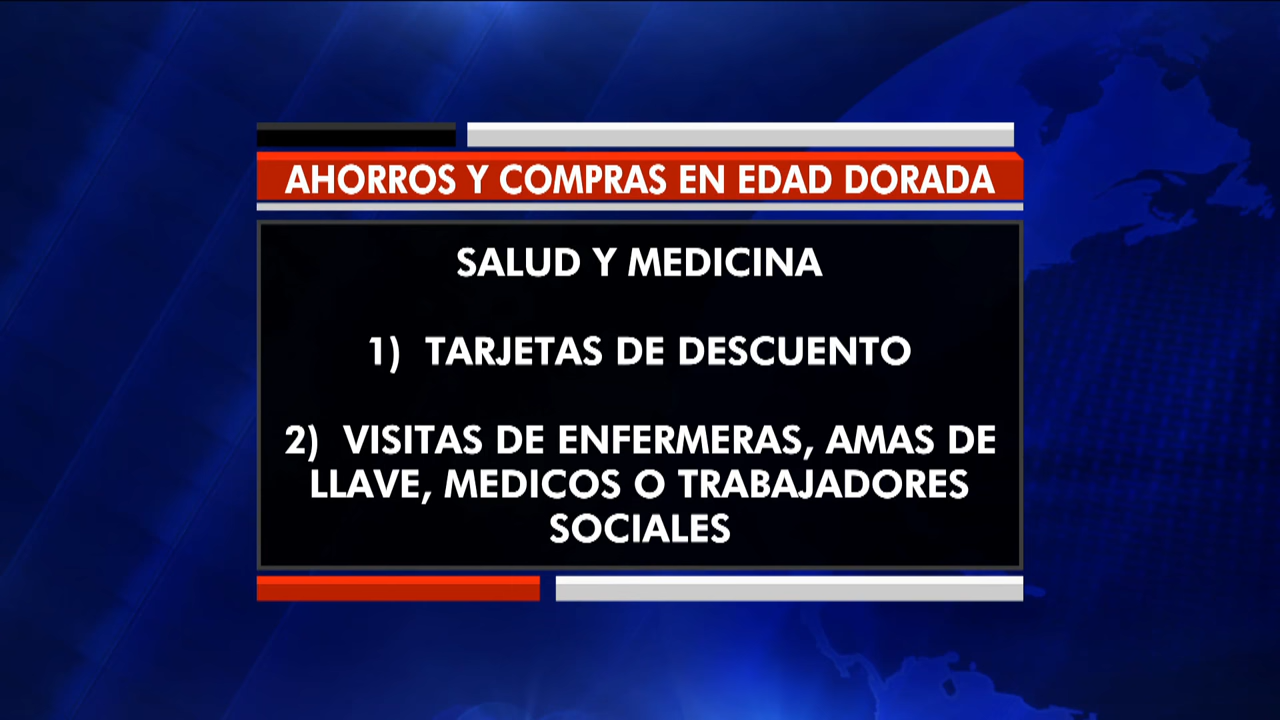 AHORROS Y COMPRAS EN EDAD DORADA
SALUD Y MEDICINA
1) TARJETAS DE DESCUENTO
2) VISITAS DE ENFERMERAS, AMAS DE
LLAVE, MEDICOS O TRABAJADORES
SOCIALES